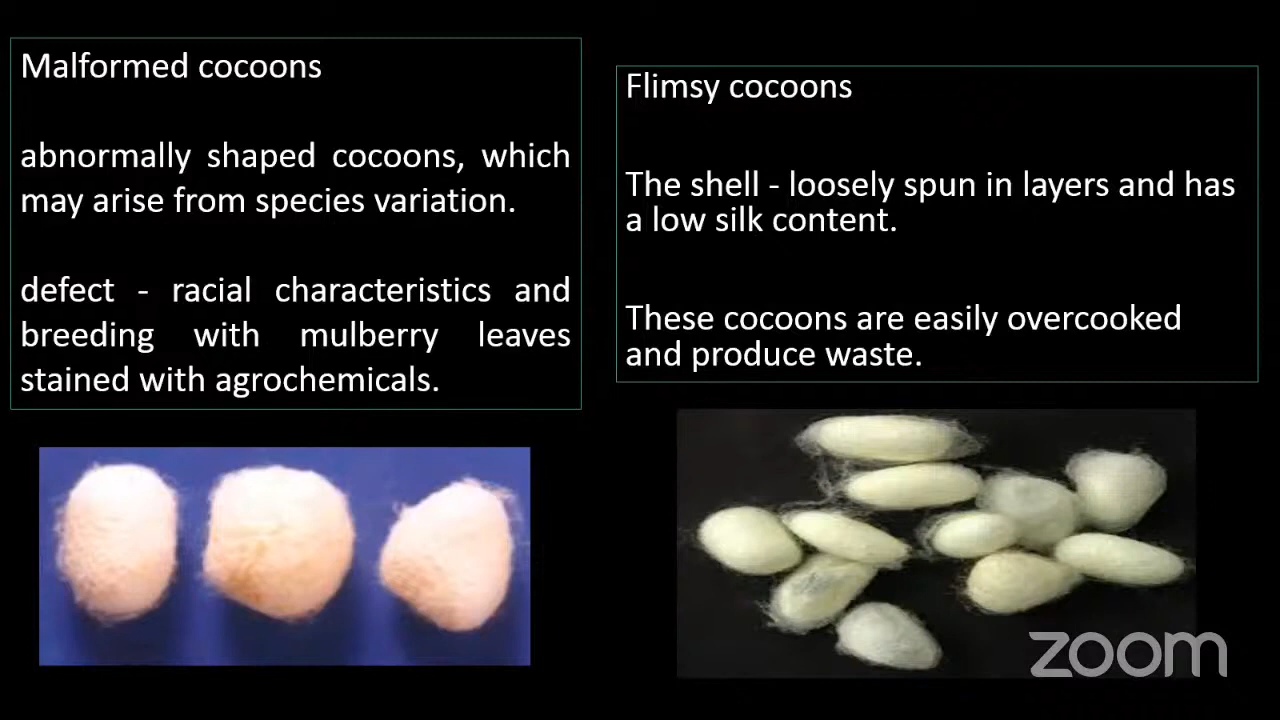 Malformed cocoons
abnormally shaped cocoons, which
may arise from species variation.
defect - racial characteristics and
breeding with mulberry leaves
stained with agrochemicals.
Flimsy cocoons
The shell - loosely spun in layers and has
a low silk content.
These cocoons are easily overcooked
and produce waste.
zoom